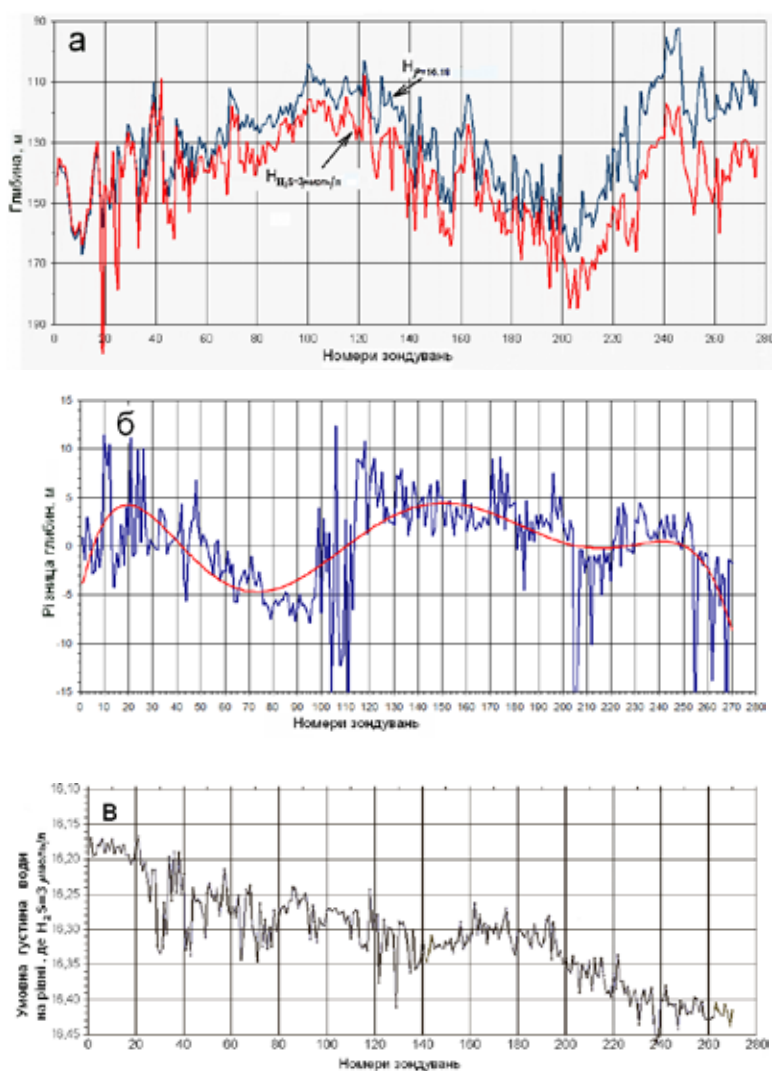 а
90
110
130
150
170
190
Глибина, м
H ρ=16.18
H H₂S=3μмоль/л
0 20 40 60 80 100 120 140 160 180 200 220 240 260 280
Номери зондувань
б
15
10
5
0
-5
-10
-15
Різница глибин, м
0 10 20 30 40 50 60 70 80 90 100 110 120 130 140 150 160 170 180 190 200 210 220 230 240 250 260 270 280
Номери зондувань
в
16,10
16,15
16,20
16,25
16,30
16,35
16,40
16,45
Умовна густина води
на рівні, де H₂S=3 μмоль/л
0 20 40 60 80 100 120 140 160 180 200 220 240 260 280
Номери зондувань